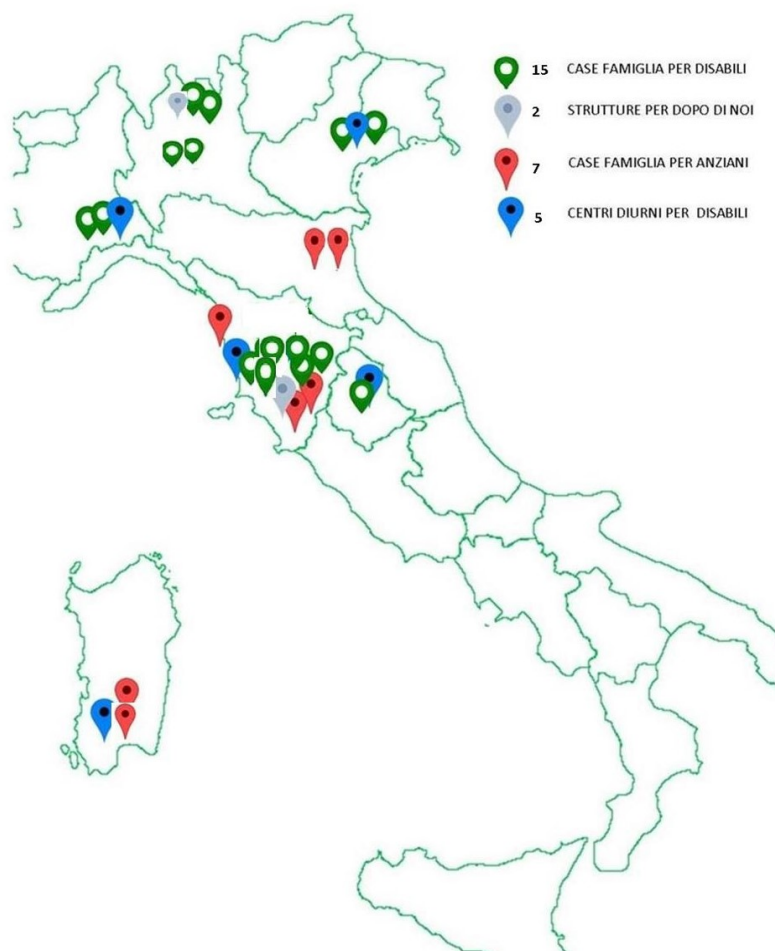 15 CASE FAMIGLIA PER DISABILI
2 STRUTTURE PER DOPO DI NOI
7 CASE FAMIGLIA PER ANZIANI
5 CENTRI DIURNI PER DISABILI